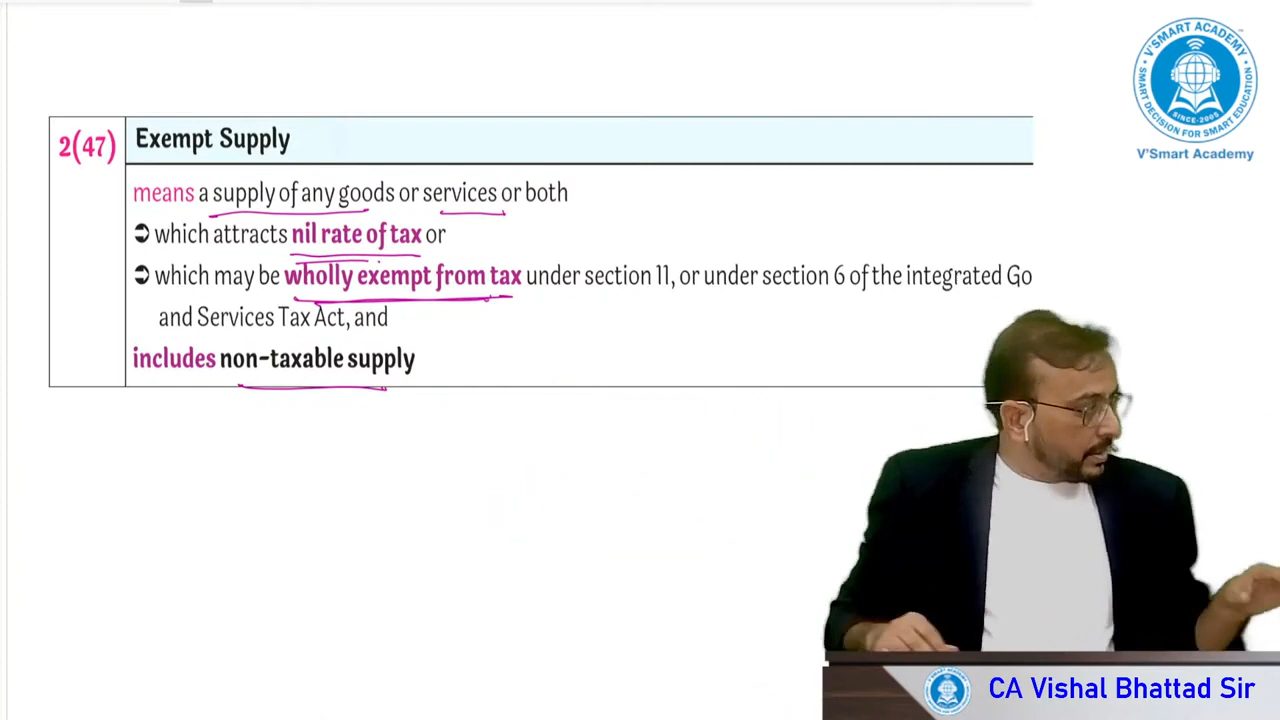 2(47)
Exempt Supply
means a supply of any goods or services or both
➲ which attracts nil rate of tax or
➲ which may be wholly exempt from tax under section 11, or under section 6 of the integrated Go
and Services Tax Act, and
includes non-taxable supply
V'SMART ACADEMY
SMART DECISION FOR SMART EDUCATION
SINCE-2005
V'Smart Academy
CA Vishal Bhattad Sir